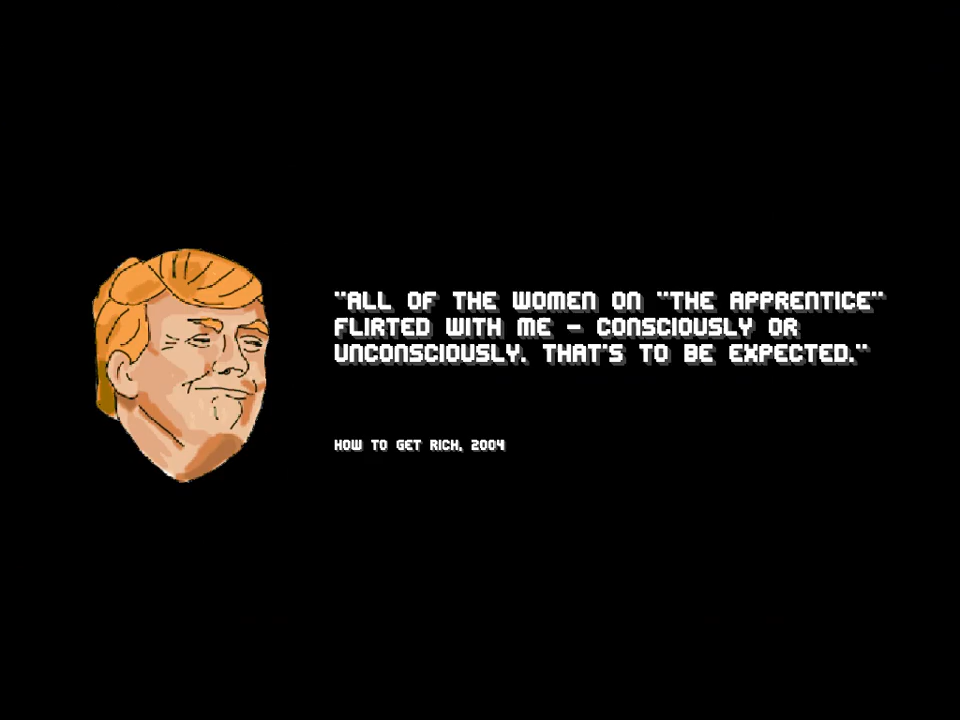 "ALL OF THE WOMEN ON "THE APPRENTICE"
FLIRTED WITH ME - CONSCIOUSLY OR
UNCONSCIOUSLY. THAT'S TO BE EXPECTED."
HOW TO GET RICH, 2004